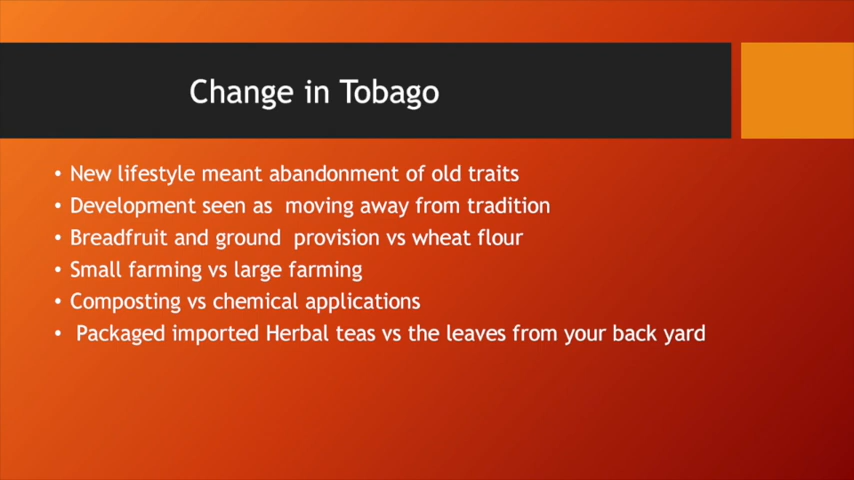 Change in Tobago
• New lifestyle meant abandonment of old traits
• Development seen as  moving away from tradition
• Breadfruit and ground  provision vs wheat flour
• Small farming vs large farming
• Composting vs chemical applications
•  Packaged imported Herbal teas vs the leaves from your back yard